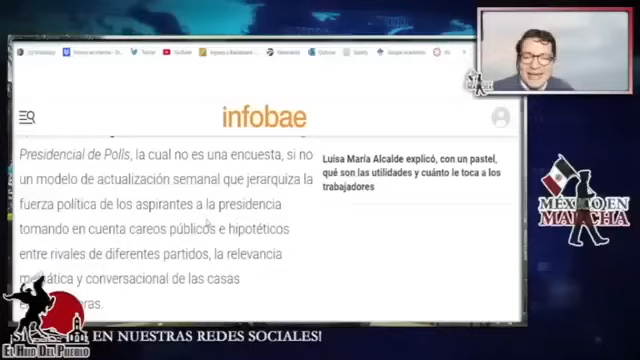 infobae
Presidencial de Polls, la cual no es una encuesta, si no
un modelo de actualización semanal que jerarquiza la
fuerza política de los aspirantes a la presidencia
tomando en cuenta careos públicos e hipotéticos
entre rivales de diferentes partidos, la relevancia
y conversacional de las casas
Luisa María Alcalde explicó, con un pastel,
qué son las utilidades y cuánto le toca a los
trabajadores
MÉXICO EN
MARCHA
EL HIJO DEL PUEBLO
EN NUESTRAS REDES SOCIALES!